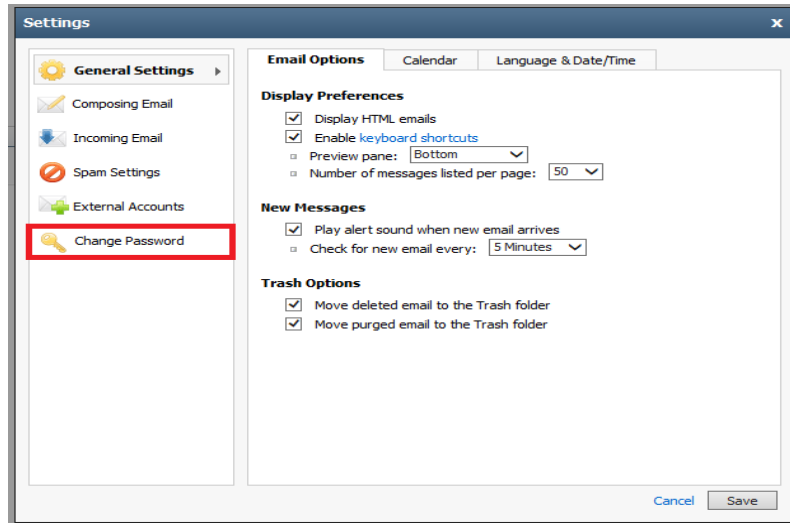 Settings
x
General Settings
Composing Email
Incoming Email
Spam Settings
External Accounts
Change Password
Email Options
Calendar
Language & Date/Time
Display Preferences
Display HTML emails
Enable keyboard shortcuts
Preview pane: Bottom
Number of messages listed per page: 50
New Messages
Play alert sound when new email arrives
Check for new email every: 5 Minutes
Trash Options
Move deleted email to the Trash folder
Move purged email to the Trash folder
Cancel Save